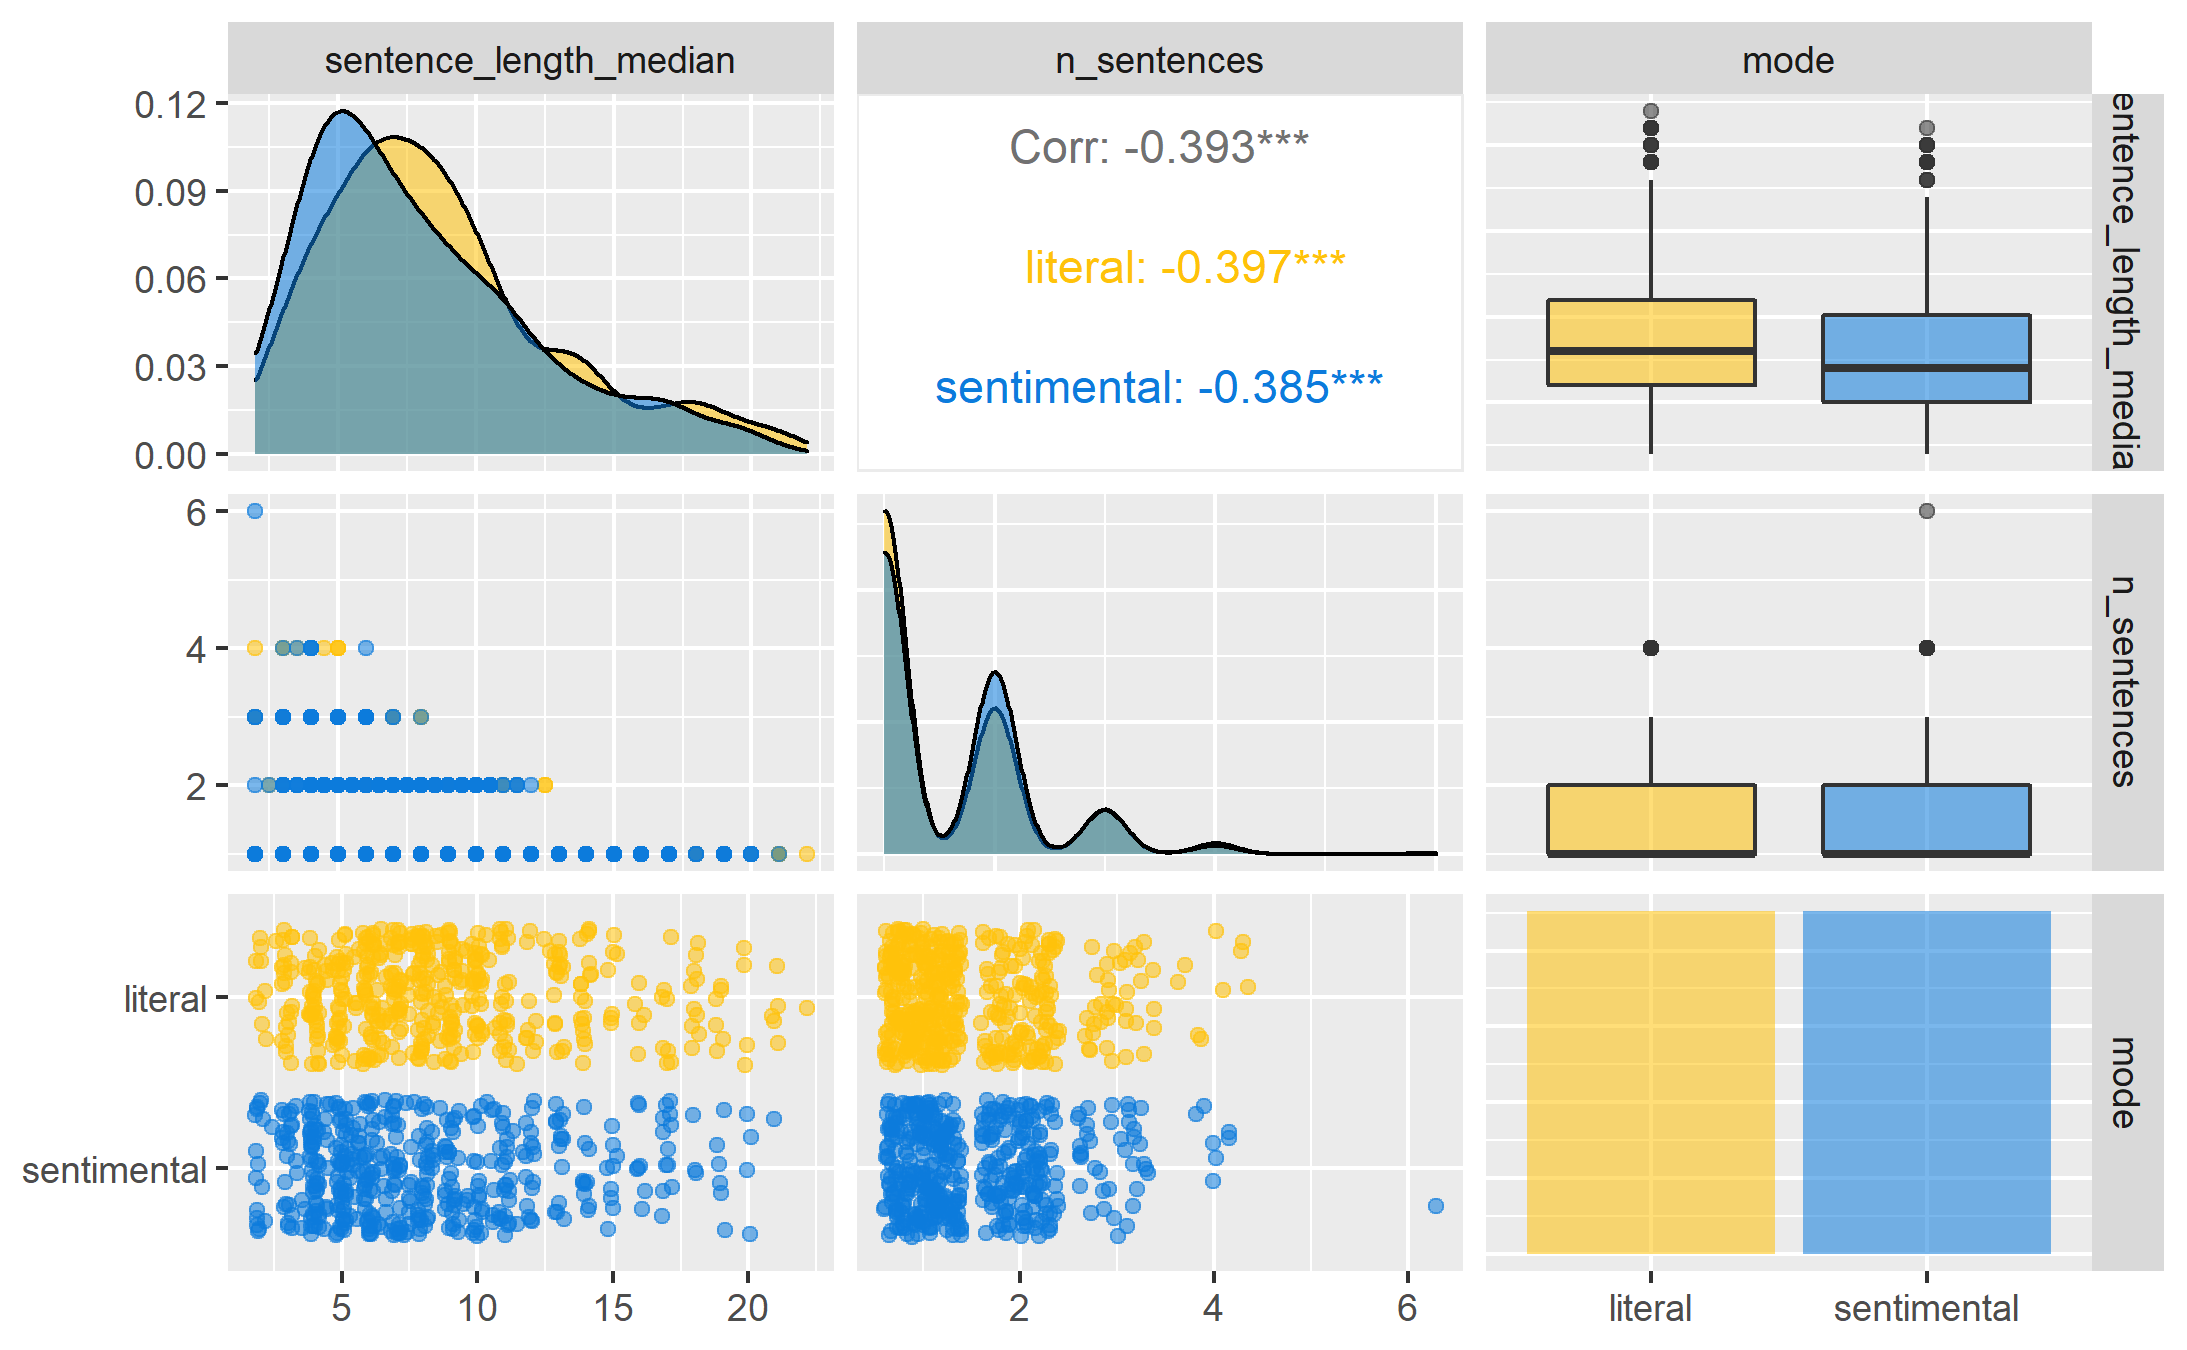 sentence_length_median
n_sentences
mode
0.12
0.09
0.06
0.03
0.00
Corr: -0.393***
literal: -0.397***
sentimental: -0.385***
entence_length_media
6
4
2
n_sentences
literal
sentimental
mode
5
10
15
20
2
4
6
literal
sentimental